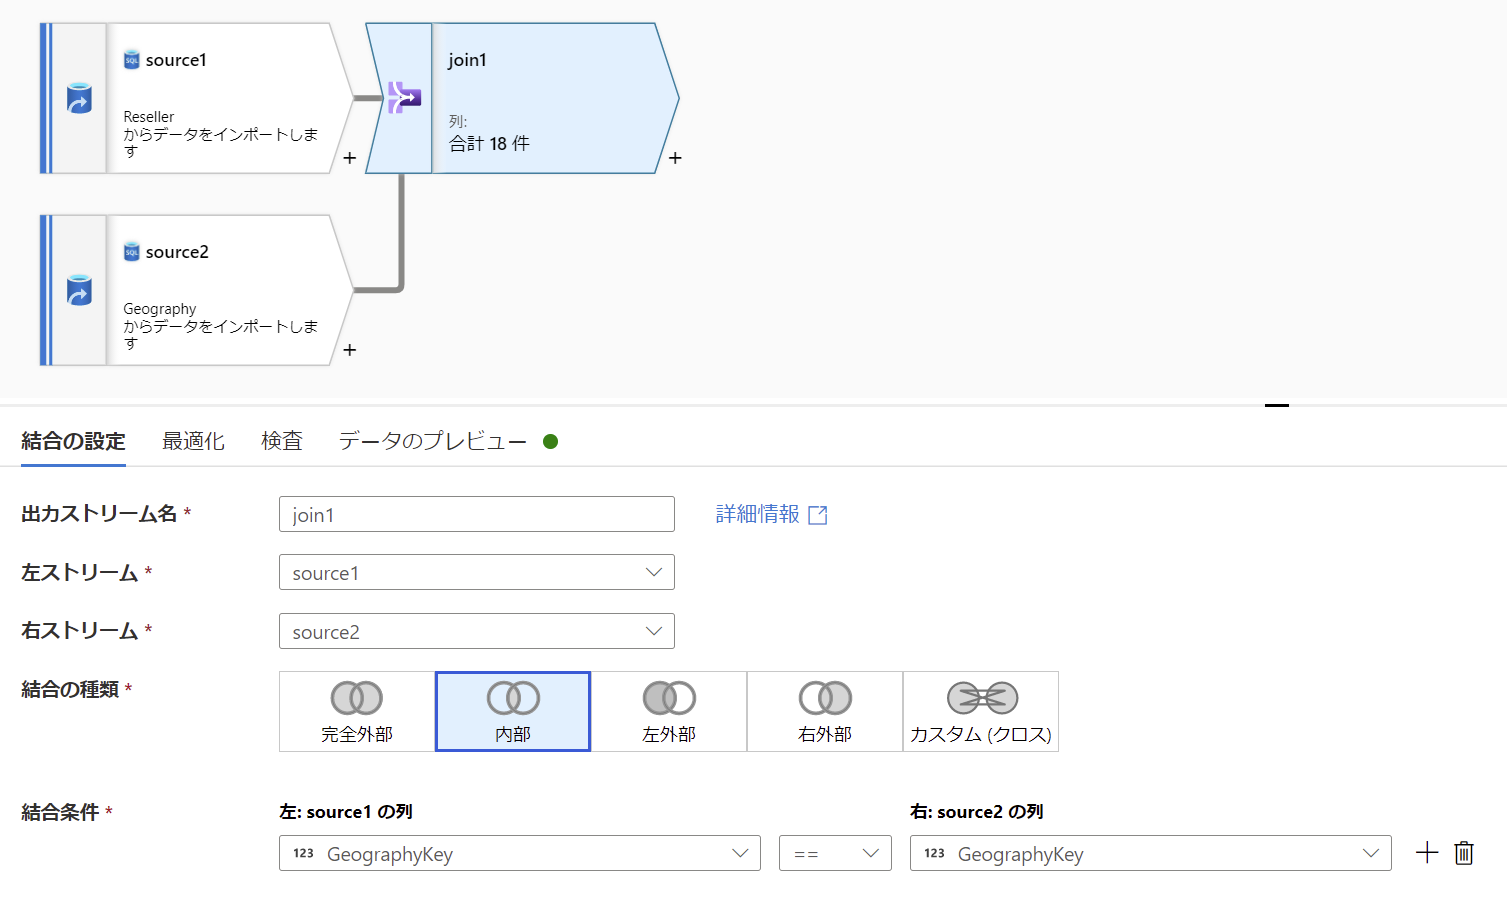 source1
Reseller
からデータをインポートしま
す
+
join1
列:
合計 18 件
+
source2
Geography
からデータをインポートしま
す
+
結合の設定 最適化 検査 データのプレビュー
出力ストリーム名 *
join1
詳細情報
左ストリーム *
source1
右ストリーム *
source2
結合の種類 *
完全外部 内部 左外部 右外部 カスタム (クロス)
結合条件 *
左: source1 の列
右: source2 の列
123 GeographyKey
==
123 GeographyKey